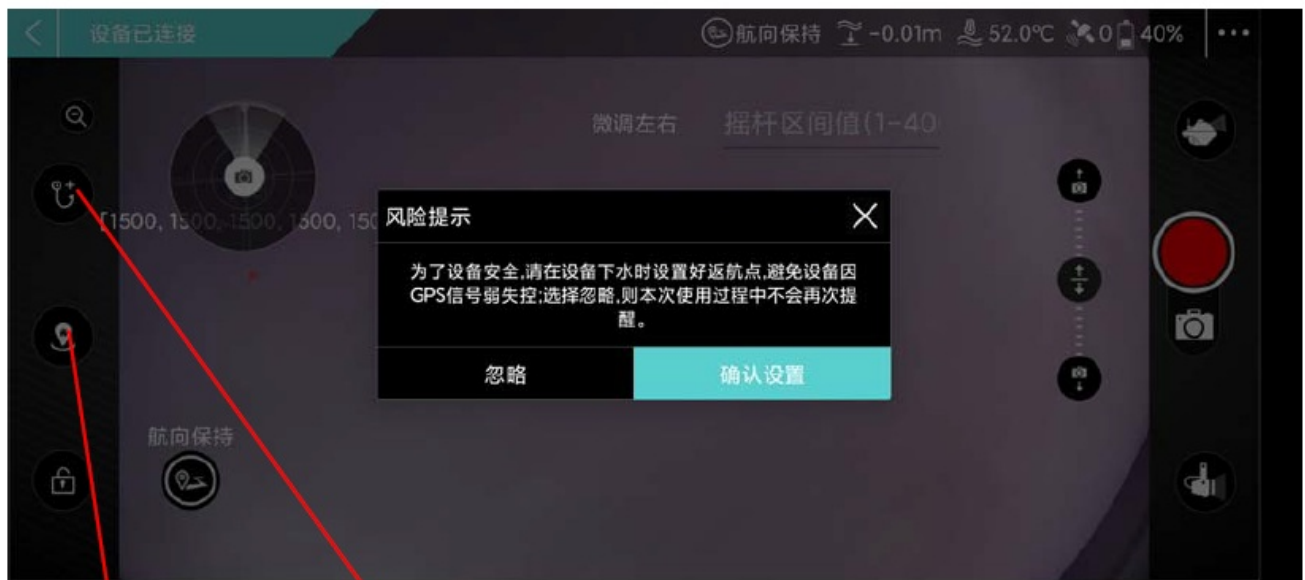 设备已连接
航向保持 -0.01m 52.0℃ 0 40%
微调左右 摇杆区间值(1-40
[1500, 1500, 1500, 1500, 150
风险提示
为了设备安全,请在设备下水时设置好返航点,避免设备因
GPS信号弱失控;选择忽略,则本次使用过程中不会再次提
醒。
忽略 确认设置
航向保持